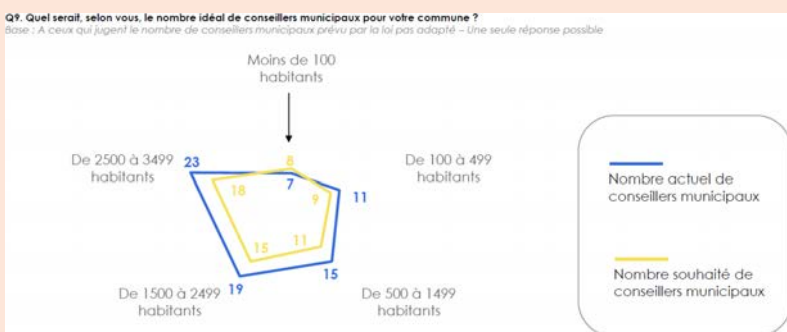 Q9. Quel serait, selon vous, le nombre idéal de conseillers municipaux pour votre commune ?
Base : A ceux qui jugent le nombre de conseillers municipaux prévu par la loi pas adapté – Une seule réponse possible
Moins de 100
habitants
De 2500 à 3499
habitants
23
8
De 100 à 499
habitants
18
7
9
11
Nombre actuel de
conseillers municipaux
15
11
15
19
De 1500 à 2499
habitants
De 500 à 1499
habitants
Nombre souhaité de
conseillers municipaux